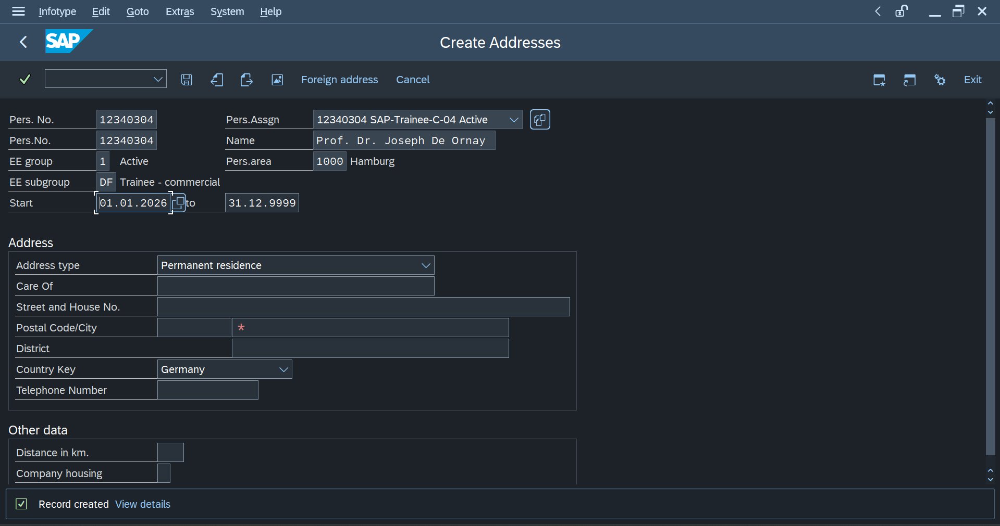 Infotype Edit Goto Extras System Help
SAP Create Addresses
Foreign address Cancel Exit
Pers. No. 12340304 Pers.Assgn 12340304 SAP-Trainee-C-04 Active
Pers.No. 12340304 Name Prof. Dr. Joseph De Ornay
EE group 1 Active Pers.area 1000 Hamburg
EE subgroup DF Trainee - commercial
Start 01.01.2026 to 31.12.9999
Address
Address type Permanent residence
Care Of
Street and House No.
Postal Code/City *
District
Country Key Germany
Telephone Number
Other data
Distance in km.
Company housing
Record created View details